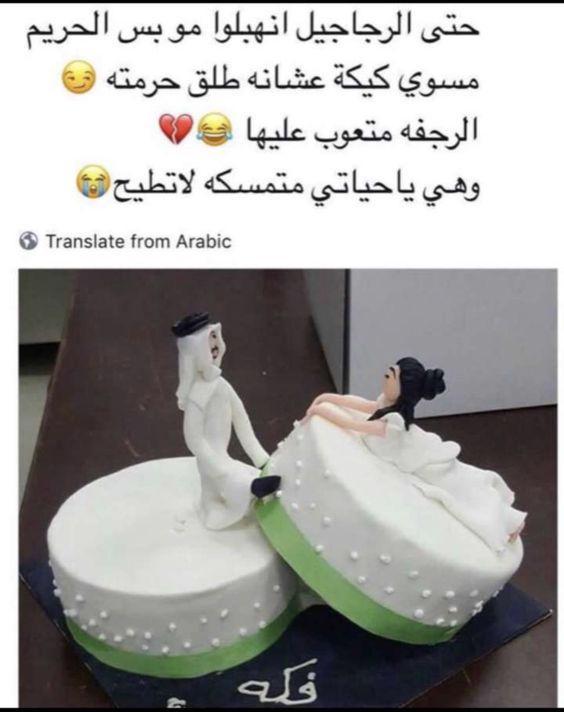 حتى الرجاجيل انهبلوا مو بس الحريم
مسوي كيكة عشانه طلق حرمته 😏
الرجفه متعوب عليها 😂💔
وهي ياحياتي متمسكه لاتطيح😭
Translate from Arabic
فكه